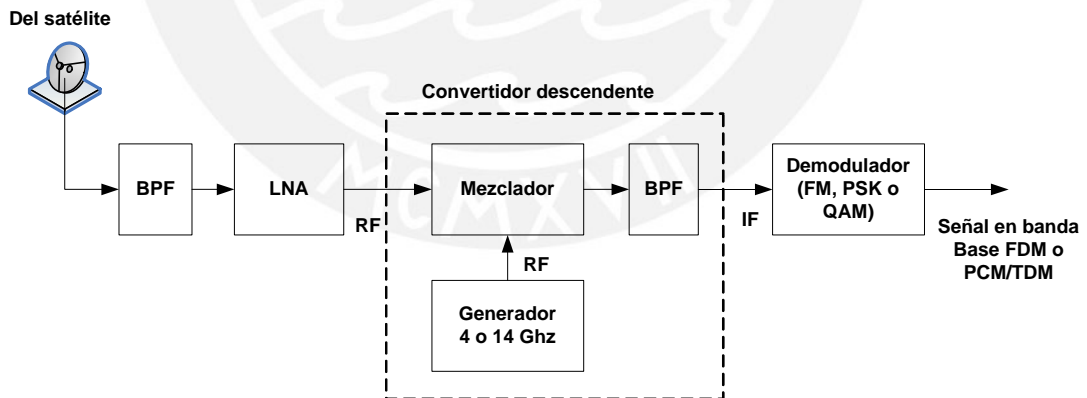 Del satélite
Convertidor descendente
BPF
LNA
RF
Mezclador
BPF
IF
Demodulador
(FM, PSK o
QAM)
Señal en banda
Base FDM o
PCM/TDM
RF
Generador
4 o 14 Ghz
MCMXVII